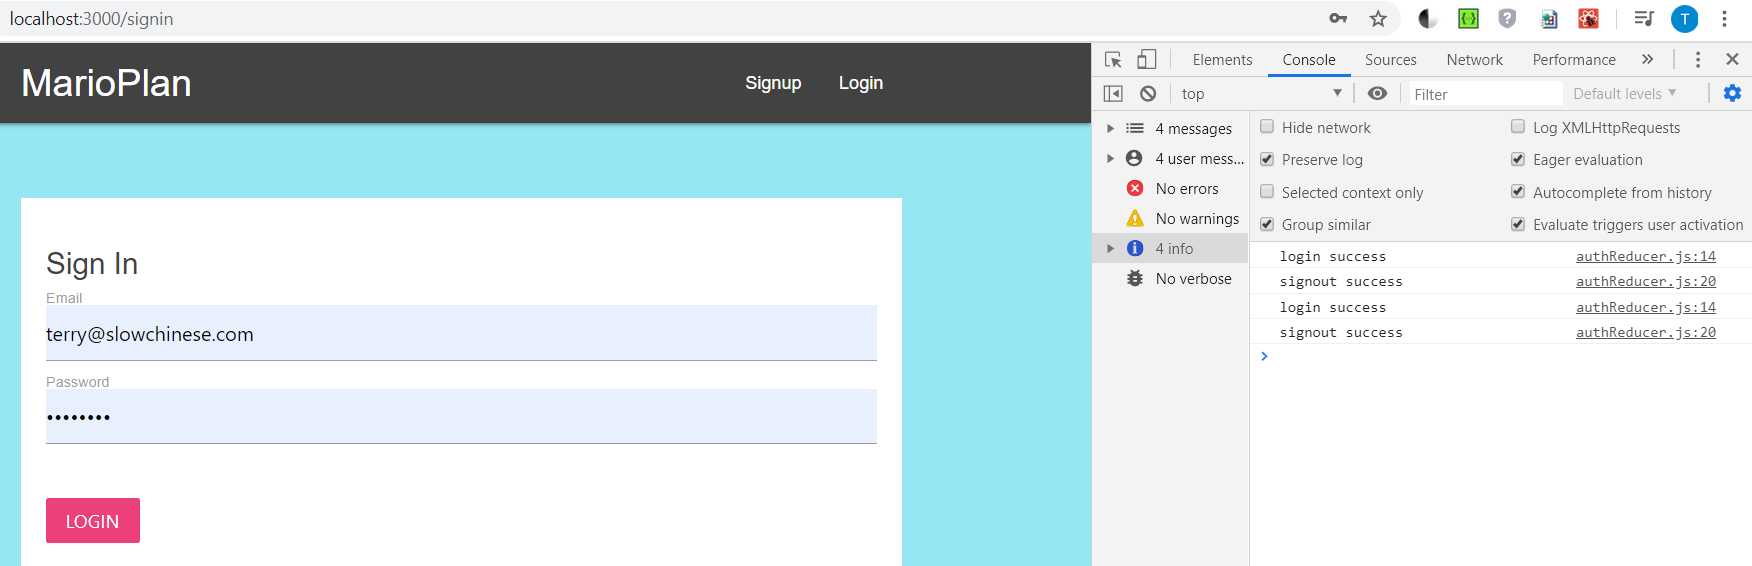 localhost:3000/signin
T
MarioPlan
Signup
Login
Sign In
Email
terry@slowchinese.com
Password
••••••••
LOGIN
Elements
Console
Sources
Network
Performance
top
Filter
Default levels
4 messages
4 user mess...
No errors
No warnings
4 info
No verbose
Hide network
Log XMLHttpRequests
Preserve log
Eager evaluation
Selected context only
Autocomplete from history
Group similar
Evaluate triggers user activation
login success authReducer.js:14
signout success authReducer.js:20
login success authReducer.js:14
signout success authReducer.js:20